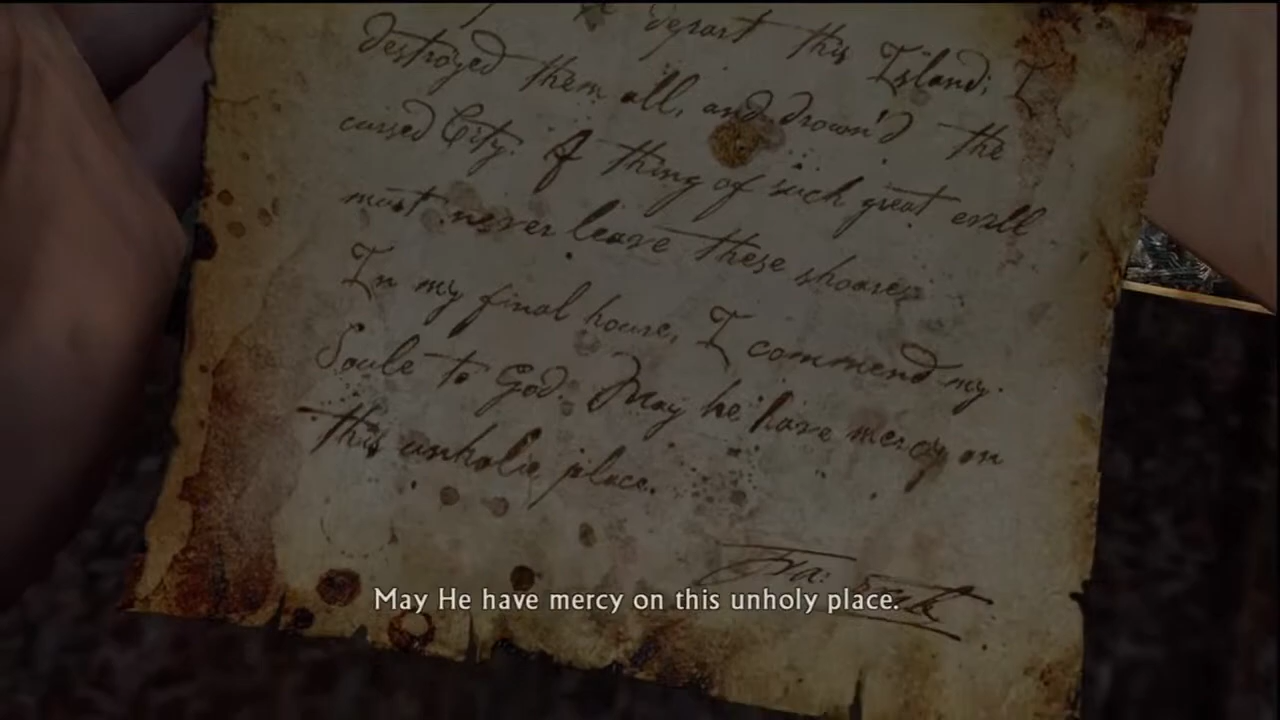 depart this Island; I
destroyed them all, and drown'd the
cursed City. A thing of such great evill
must never leave these shoares
In my final houre, I commend my
Soule to God. May he have mercy on
this unholie place.
Fra:
May He have mercy on this unholy place.